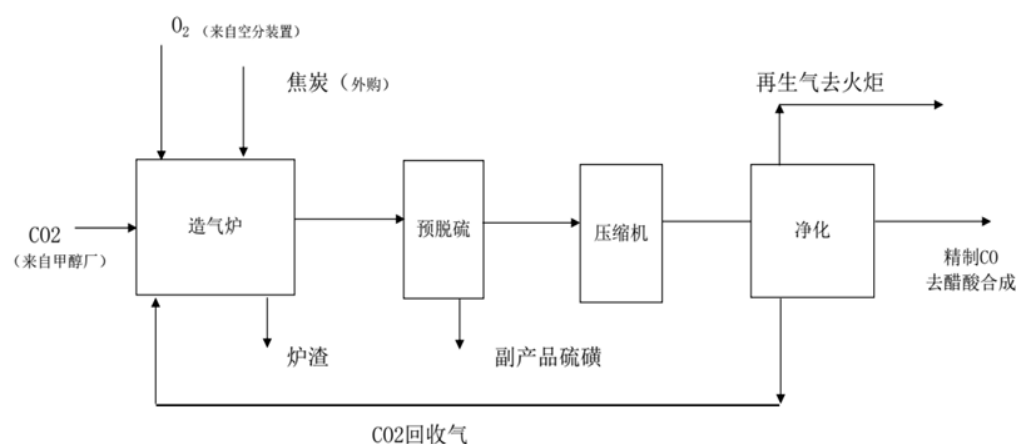 O₂（来自空分装置）
焦炭（外购）
再生气去火炬
造气炉
预脱硫
压缩机
净化
CO2
（来自甲醇厂）
精制CO
去醋酸合成
炉渣
副产品硫磺
CO2回收气